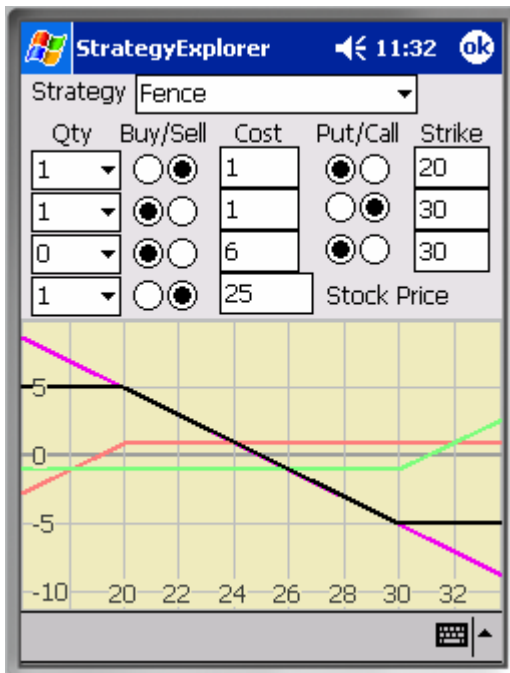 StrategyExplorer 11:32 ok
Strategy Fence
Qty Buy/Sell Cost Put/Call Strike
1 1 20
1 1 30
0 6 30
1 25 Stock Price
5
0
-5
-10 20 22 24 26 28 30 32